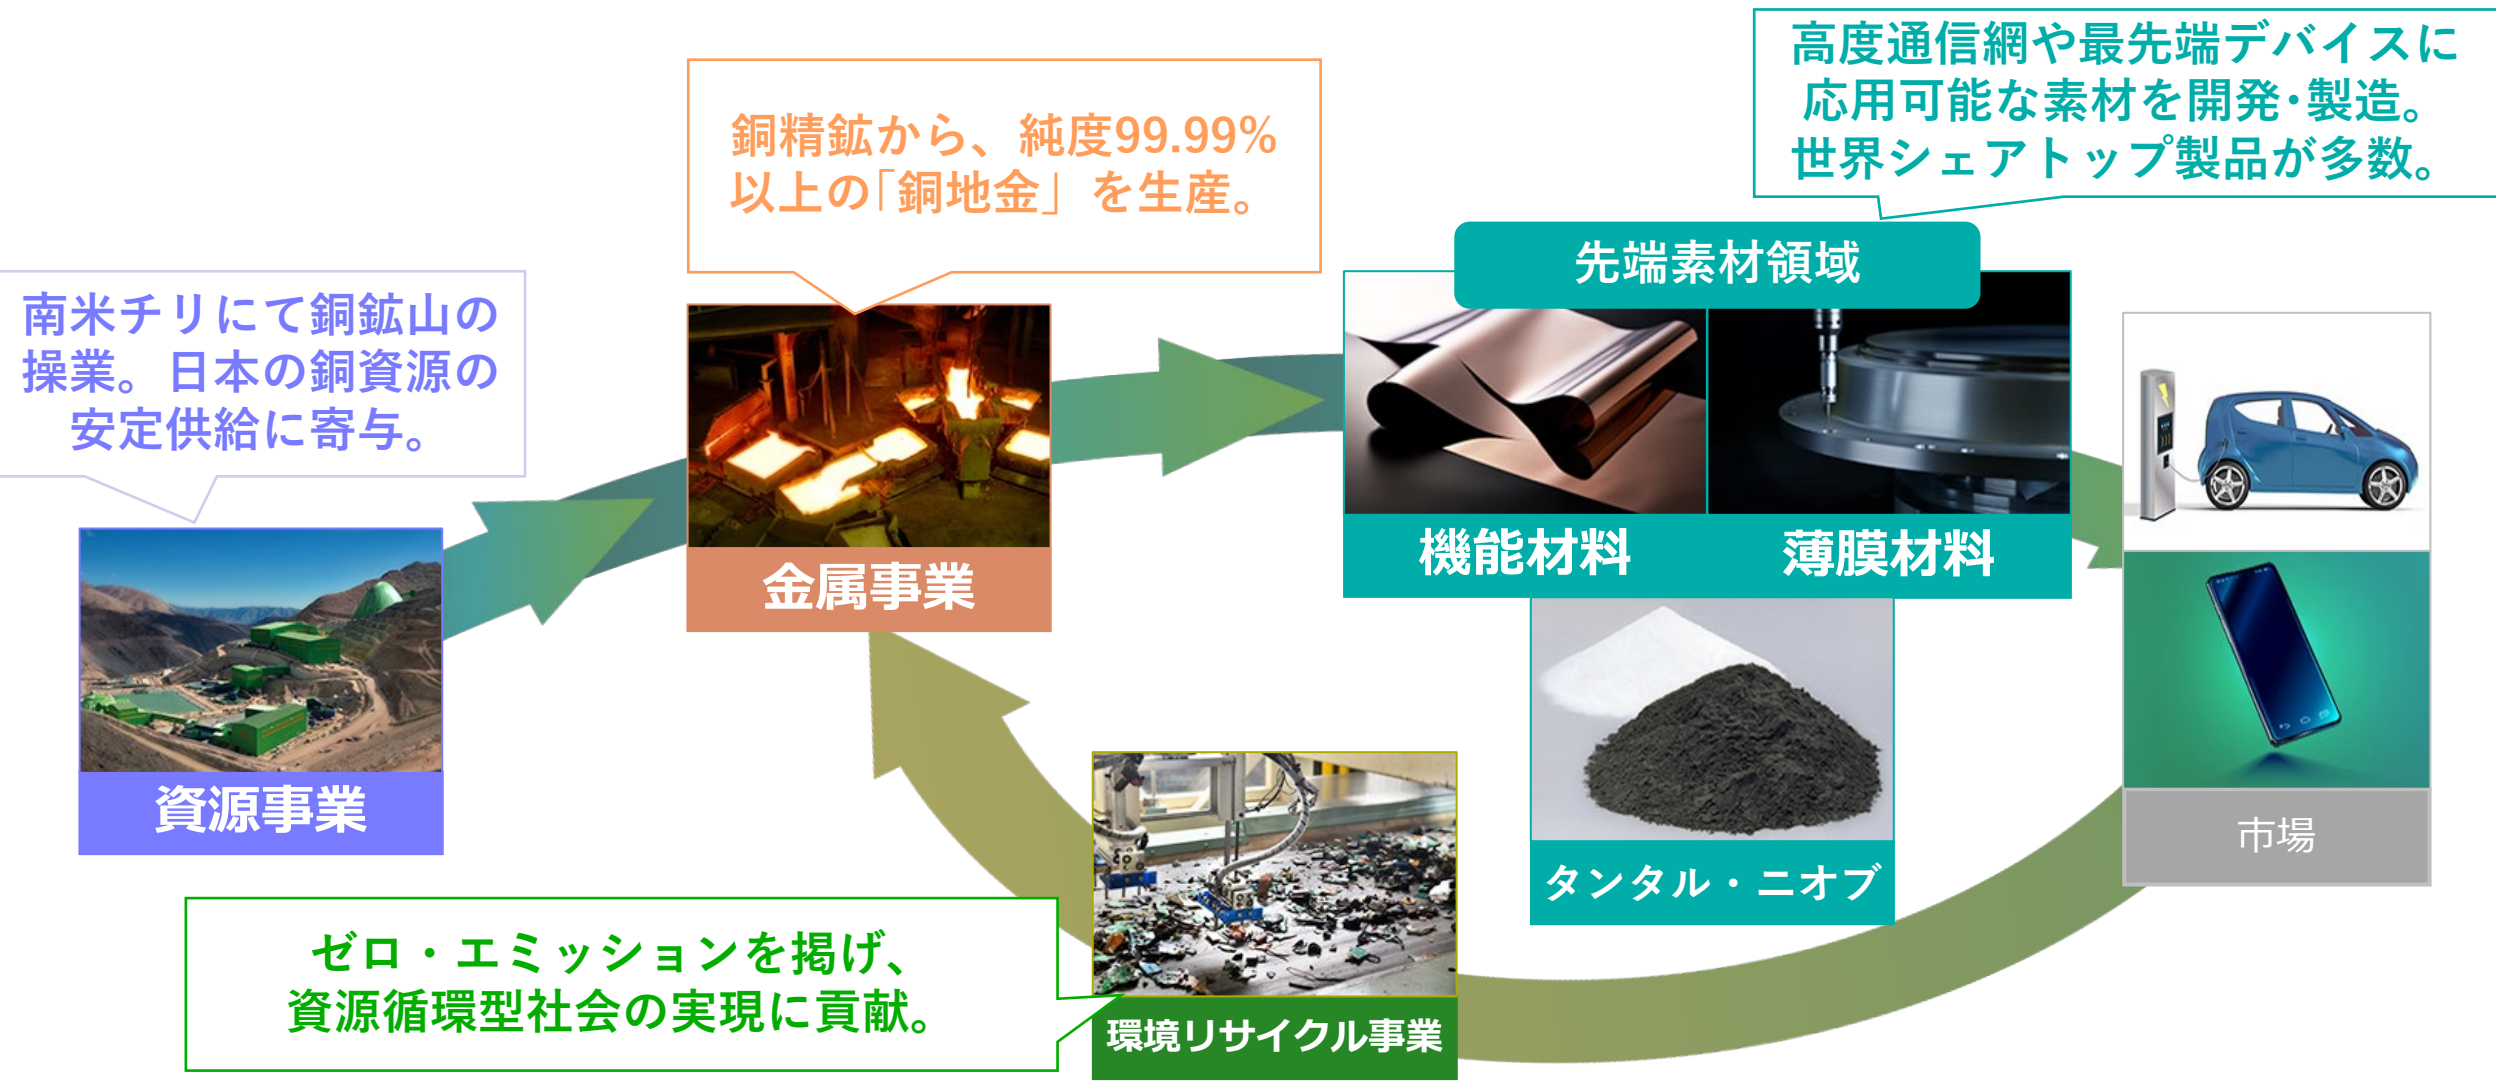 高度通信網や最先端デバイスに
応用可能な素材を開発･製造。
世界シェアトップ製品が多数。
銅精鉱から、純度99.99%
以上の｢銅地金」を生産。
先端素材領域
南米チリにて銅鉱山の
操業。日本の銅資源の
安定供給に寄与。
機能材料
薄膜材料
金属事業
資源事業
市場
タンタル・ニオブ
ゼロ・エミッションを掲げ、
資源循環型社会の実現に貢献。
環境リサイクル事業